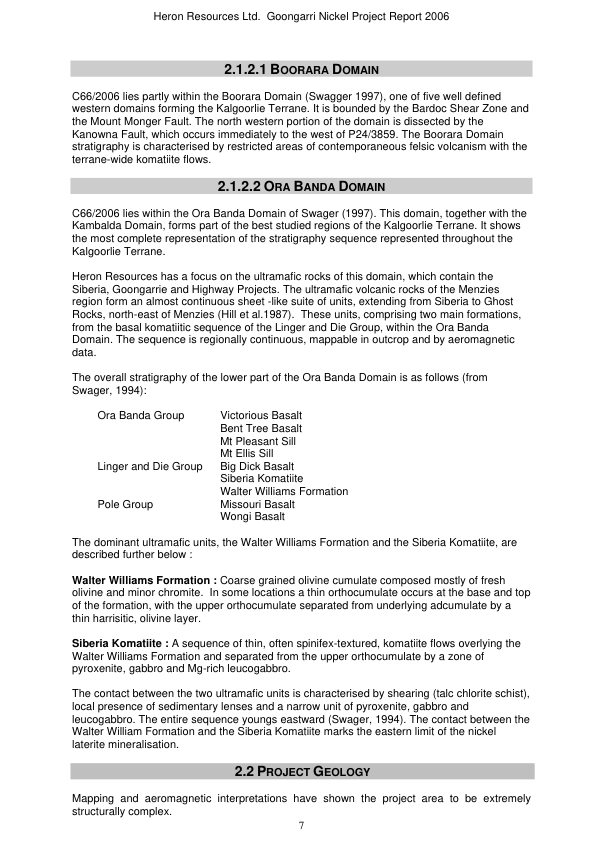 Heron Resources Ltd.  Goongarri Nickel Project Report 2006
2.1.2.1 BOORARA DOMAIN
C66/2006 lies partly within the Boorara Domain (Swagger 1997), one of five well defined
western domains forming the Kalgoorlie Terrane. It is bounded by the Bardoc Shear Zone and
the Mount Monger Fault. The north western portion of the domain is dissected by the
Kanowna Fault, which occurs immediately to the west of P24/3859. The Boorara Domain
stratigraphy is characterised by restricted areas of contemporaneous felsic volcanism with the
terrane-wide komatiite flows.
2.1.2.2 ORA BANDA DOMAIN
C66/2006 lies within the Ora Banda Domain of Swager (1997). This domain, together with the
Kambalda Domain, forms part of the best studied regions of the Kalgoorlie Terrane. It shows
the most complete representation of the stratigraphy sequence represented throughout the
Kalgoorlie Terrane.
Heron Resources has a focus on the ultramafic rocks of this domain, which contain the
Siberia, Goongarrie and Highway Projects. The ultramafic volcanic rocks of the Menzies
region form an almost continuous sheet -like suite of units, extending from Siberia to Ghost
Rocks, north-east of Menzies (Hill et al.1987).  These units, comprising two main formations,
from the basal komatiitic sequence of the Linger and Die Group, within the Ora Banda
Domain. The sequence is regionally continuous, mappable in outcrop and by aeromagnetic
data.
The overall stratigraphy of the lower part of the Ora Banda Domain is as follows (from
Swager, 1994):
Ora Banda Group Victorious Basalt
Bent Tree Basalt
Mt Pleasant Sill
Mt Ellis Sill
Linger and Die Group Big Dick Basalt
Siberia Komatiite
Walter Williams Formation
Pole Group Missouri Basalt
Wongi Basalt
The dominant ultramafic units, the Walter Williams Formation and the Siberia Komatiite, are
described further below :
Walter Williams Formation : Coarse grained olivine cumulate composed mostly of fresh
olivine and minor chromite.  In some locations a thin orthocumulate occurs at the base and top
of the formation, with the upper orthocumulate separated from underlying adcumulate by a
thin harrisitic, olivine layer.
Siberia Komatiite : A sequence of thin, often spinifex-textured, komatiite flows overlying the
Walter Williams Formation and separated from the upper orthocumulate by a zone of
pyroxenite, gabbro and Mg-rich leucogabbro.
The contact between the two ultramafic units is characterised by shearing (talc chlorite schist),
local presence of sedimentary lenses and a narrow unit of pyroxenite, gabbro and
leucogabbro. The entire sequence youngs eastward (Swager, 1994). The contact between the
Walter William Formation and the Siberia Komatiite marks the eastern limit of the nickel
laterite mineralisation.
2.2 PROJECT GEOLOGY
Mapping and aeromagnetic interpretations have shown the project area to be extremely
structurally complex.
7